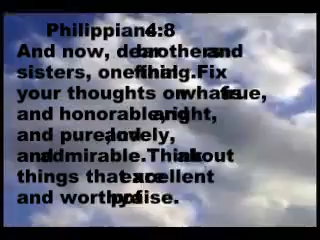 Philippians 4:8
And now, dear brothers and
sisters, one final thing. Fix
your thoughts on what is true,
and honorable, and right,
and pure, and lovely,
and admirable. Think about
things that are excellent
and worthy of praise.